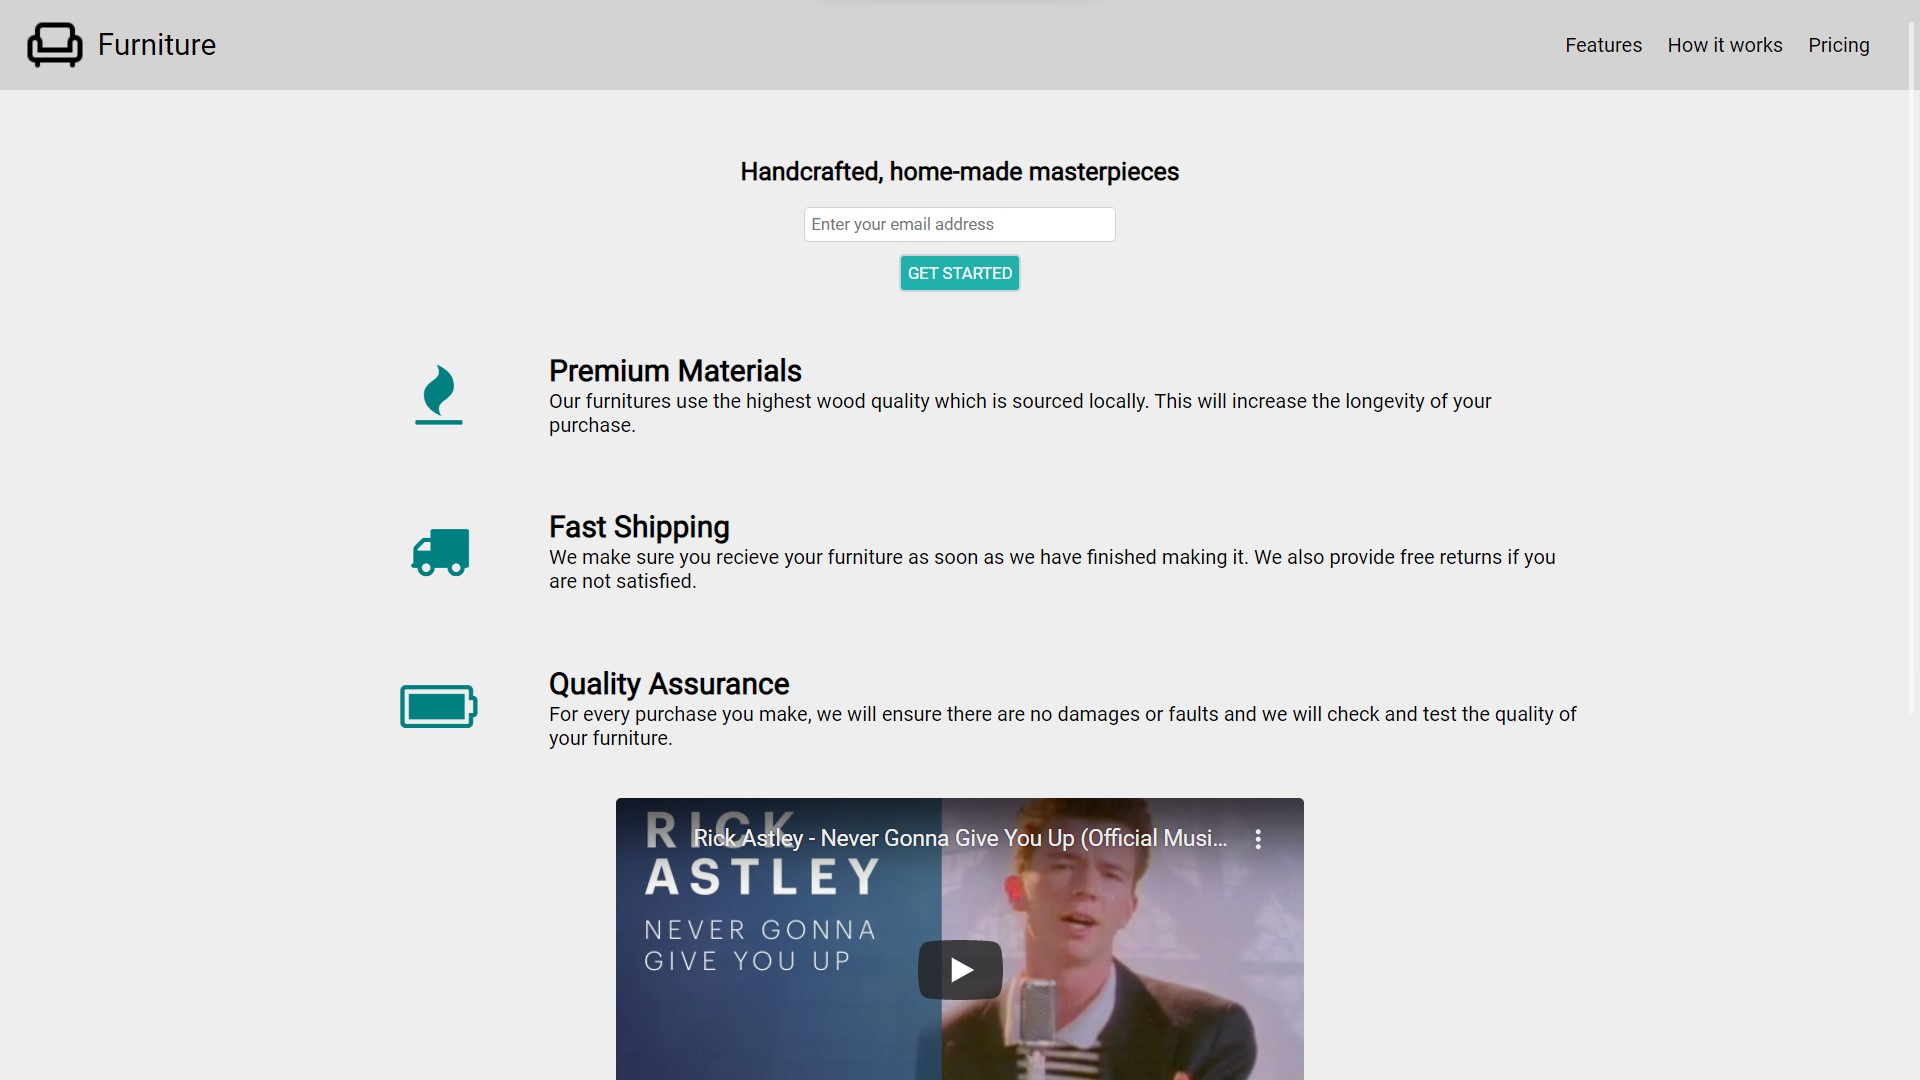 Furniture
Features
How it works
Pricing
Handcrafted, home-made masterpieces
Enter your email address
GET STARTED
Premium Materials
Our furnitures use the highest wood quality which is sourced locally. This will increase the longevity of your
purchase.
Fast Shipping
We make sure you recieve your furniture as soon as we have finished making it. We also provide free returns if you
are not satisfied.
Quality Assurance
For every purchase you make, we will ensure there are no damages or faults and we will check and test the quality of
your furniture.
RICK
Rick Astley - Never Gonna Give You Up (Official Musi...
ASTLEY
NEVER GONNA
GIVE YOU UP